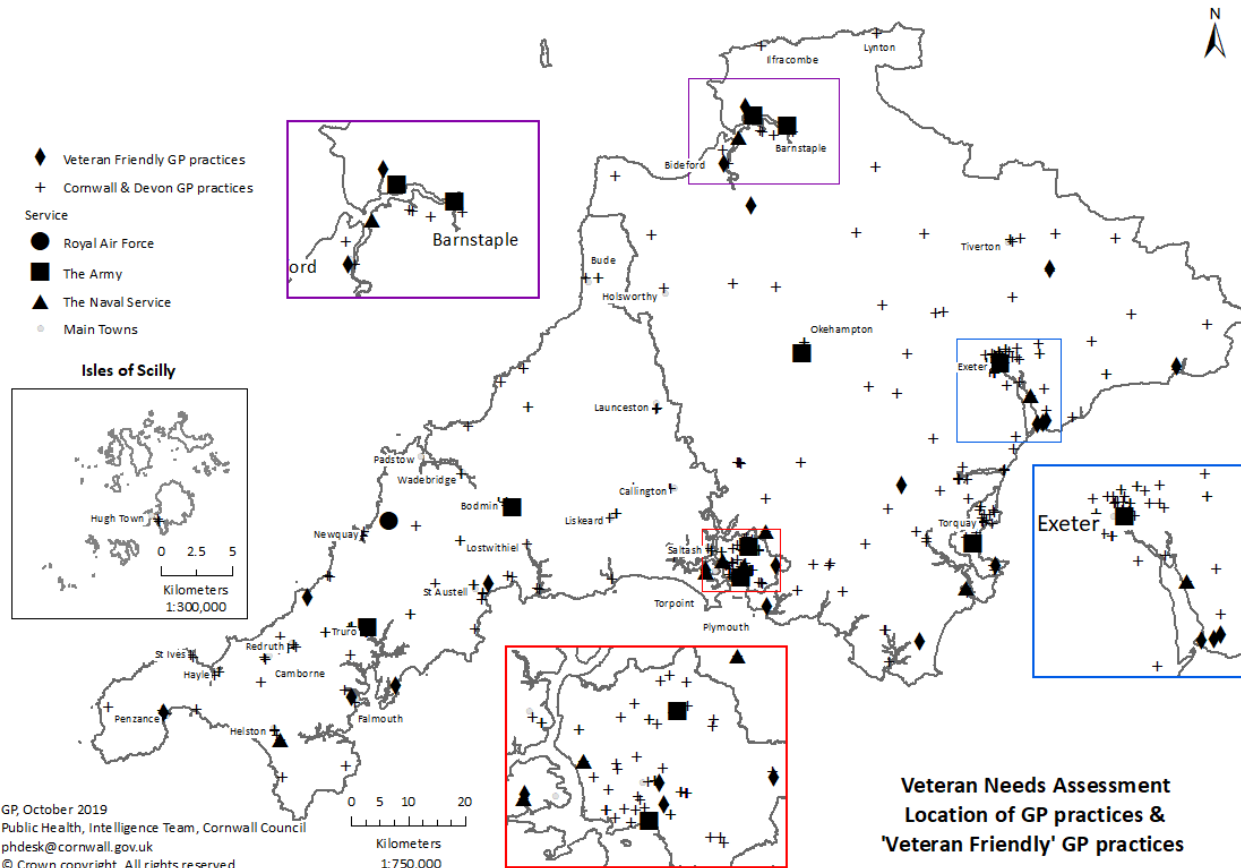 N
Lynton
Ilfracombe
Barnstaple
Bideford
Veteran Friendly GP practices
Cornwall & Devon GP practices
Service
Royal Air Force
The Army
The Naval Service
Main Towns
Barnstaple
ord
Tiverton
Bude
Holsworthy
Okehampton
Exeter
Isles of Scilly
Hugh Town
0 2.5 5
Kilometers
1:300,000
Launceston
Padstow
Wadebridge
Callington
Bodmin
Liskeard
Newquay
Lostwithiel
Saltash
Torquay
Exeter
St Austell
Torpoint
Plymouth
Truro
St Ives
Redruth
Hayle
Camborne
Penzance
Falmouth
Helston
0 5 10 20
Kilometers
1:750,000
GP, October 2019
Public Health, Intelligence Team, Cornwall Council
phdesk@cornwall.gov.uk
© Crown copyright. All rights reserved
Veteran Needs Assessment
Location of GP practices &
'Veteran Friendly' GP practices